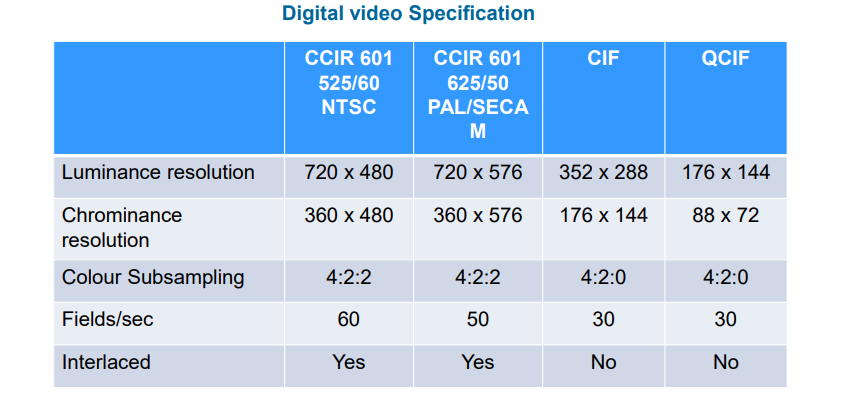 Digital video Specification
CCIR 601 525/60 NTSC
CCIR 601 625/50 PAL/SECA M
CIF
QCIF
Luminance resolution 720 x 480 720 x 576 352 x 288 176 x 144
Chrominance resolution 360 x 480 360 x 576 176 x 144 88 x 72
Colour Subsampling 4:2:2 4:2:2 4:2:0 4:2:0
Fields/sec 60 50 30 30
Interlaced Yes Yes No No